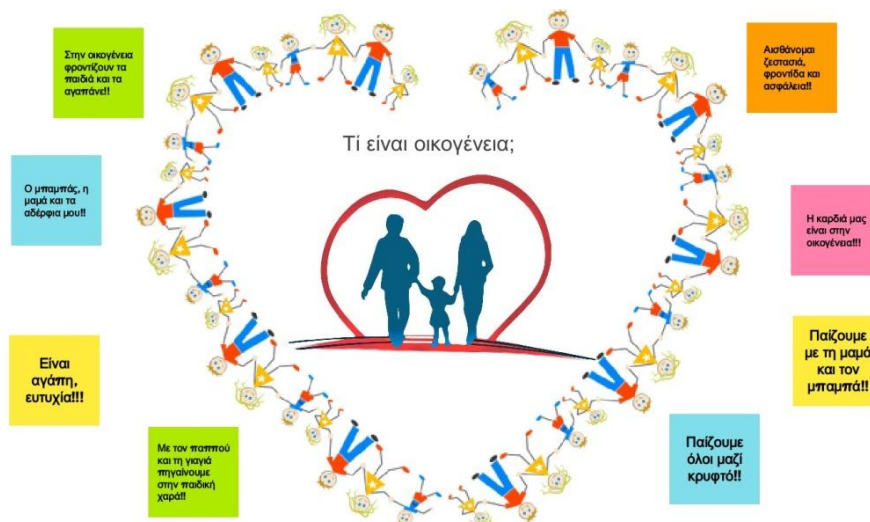 Στην οικογένεια
φροντίζουν τα
παιδιά και τα
αγαπάνε!!
Αισθάνομαι
ζεστασιά,
φροντίδα και
ασφάλεια!!
Τί είναι οικογένεια;
Ο μπαμπάς, η
μαμά και τα
αδέρφια μου!!
Η καρδιά μας
είναι στην
οικογένεια!!!
Είναι
αγάπη,
ευτυχία!!!
Παίζουμε
με τη μαμά
και τον
μπαμπά!!
Με τον παππού
και τη γιαγιά
πηγαίνουμε
στην παιδική
χαρά!!
Παίζουμε
όλοι μαζί
κρυφτό!!